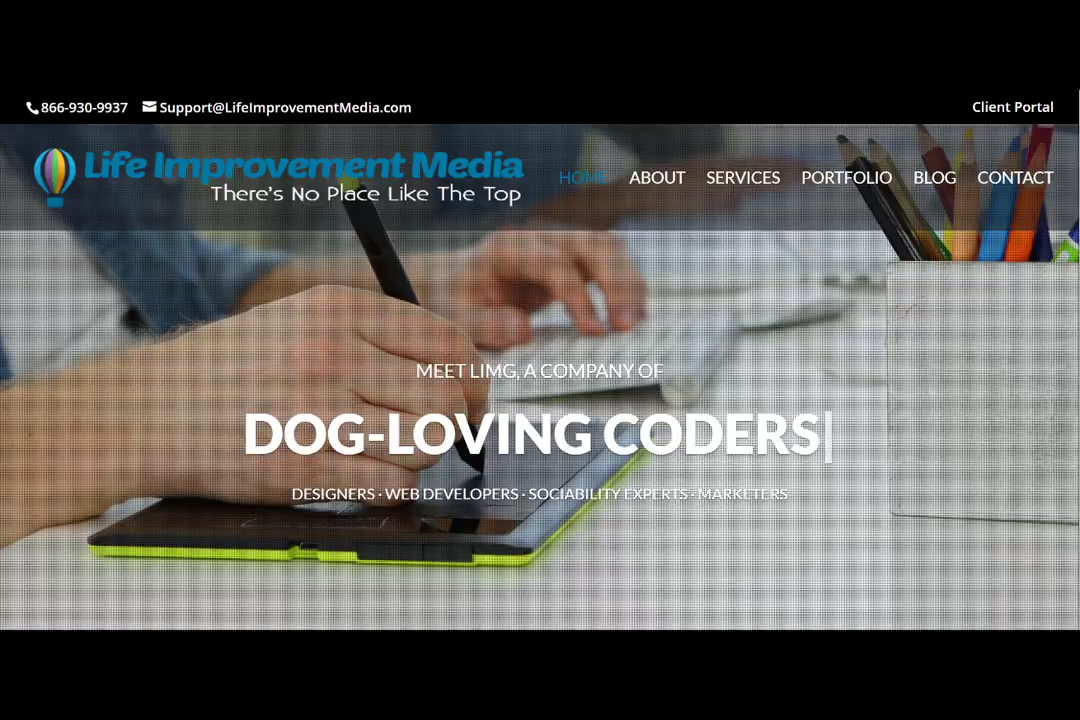 866-930-9937 Support@LifeImprovementMedia.com Client Portal
Life Improvement Media
There's No Place Like The Top
HOME ABOUT SERVICES PORTFOLIO BLOG CONTACT
MEET LIMG, A COMPANY OF
DOG-LOVING CODERS
DESIGNERS · WEB DEVELOPERS · SOCIABILITY EXPERTS · MARKETERS